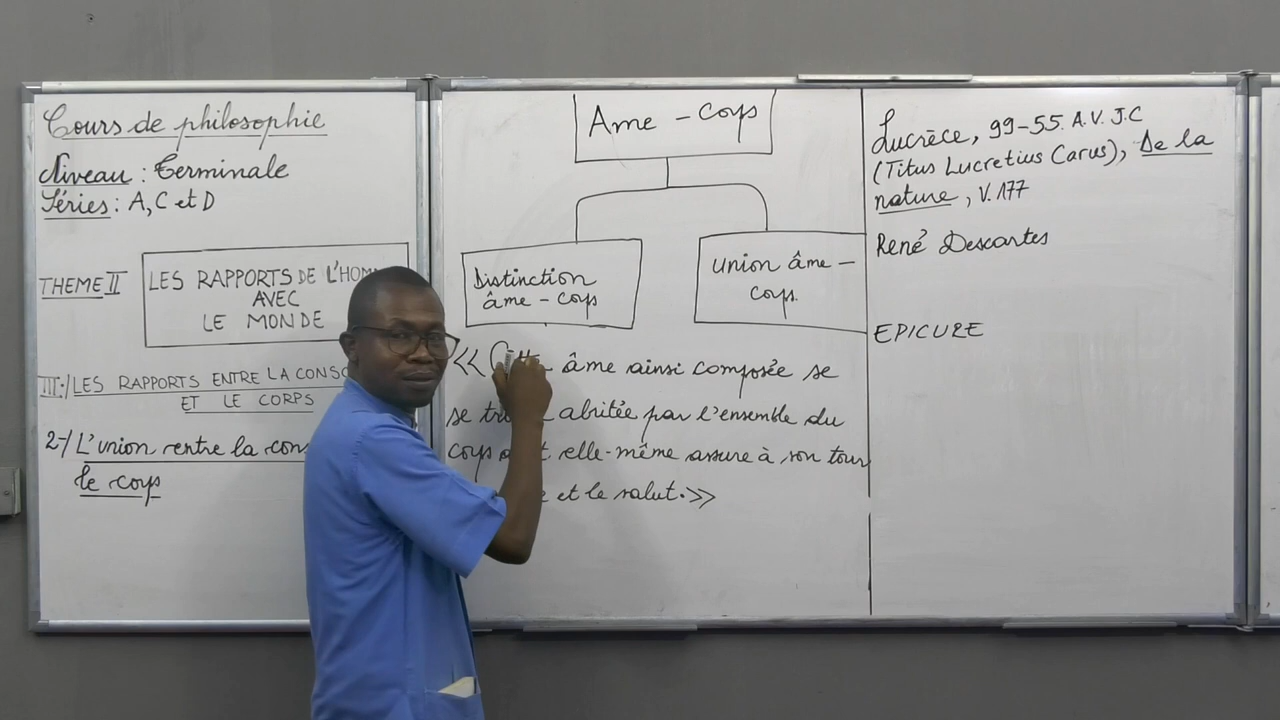 Cours de philosophie
Niveau : Terminale
Séries : A, C et D
THEME II
LES RAPPORTS DE L'HOM
AVEC
LE MONDE
III-/ LES RAPPORTS ENTRE LA CONSC
ET LE CORPS
2-/ L'union entre la con
le corps
Ame - Corps
Distinction
âme - corps
Union âme -
corps.
<< âme ainsi composée se
se abritée par l'ensemble du
corps elle-même assure à son tour
et le salut.>>
Lucrèce, 99-55. A.V. J.C
(Titus Lucretius Carus), De la
nature, V. 177
René Descartes
EPICURE